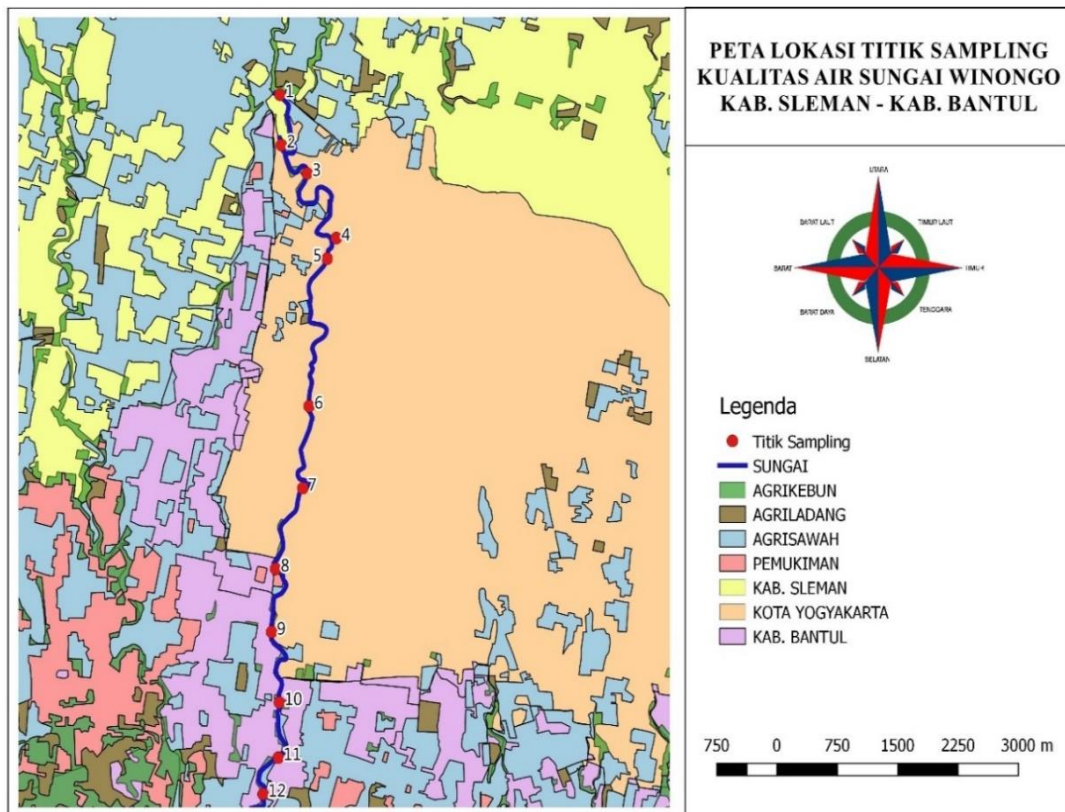 PETA LOKASI TITIK SAMPLING
KUALITAS AIR SUNGAI WINONGO
KAB. SLEMAN - KAB. BANTUL
1
2
3
4
5
6
7
8
9
10
11
12
UTARA
BARAT LAUT
TIMUR LAUT
BARAT
TIMUR
BARAT DAYA
TENGGARA
SELATAN
Legenda
Titik Sampling
SUNGAI
AGRIKEBUN
AGRILADANG
AGRISAWAH
PEMUKIMAN
KAB. SLEMAN
KOTA YOGYAKARTA
KAB. BANTUL
750 0 750 1500 2250 3000 m